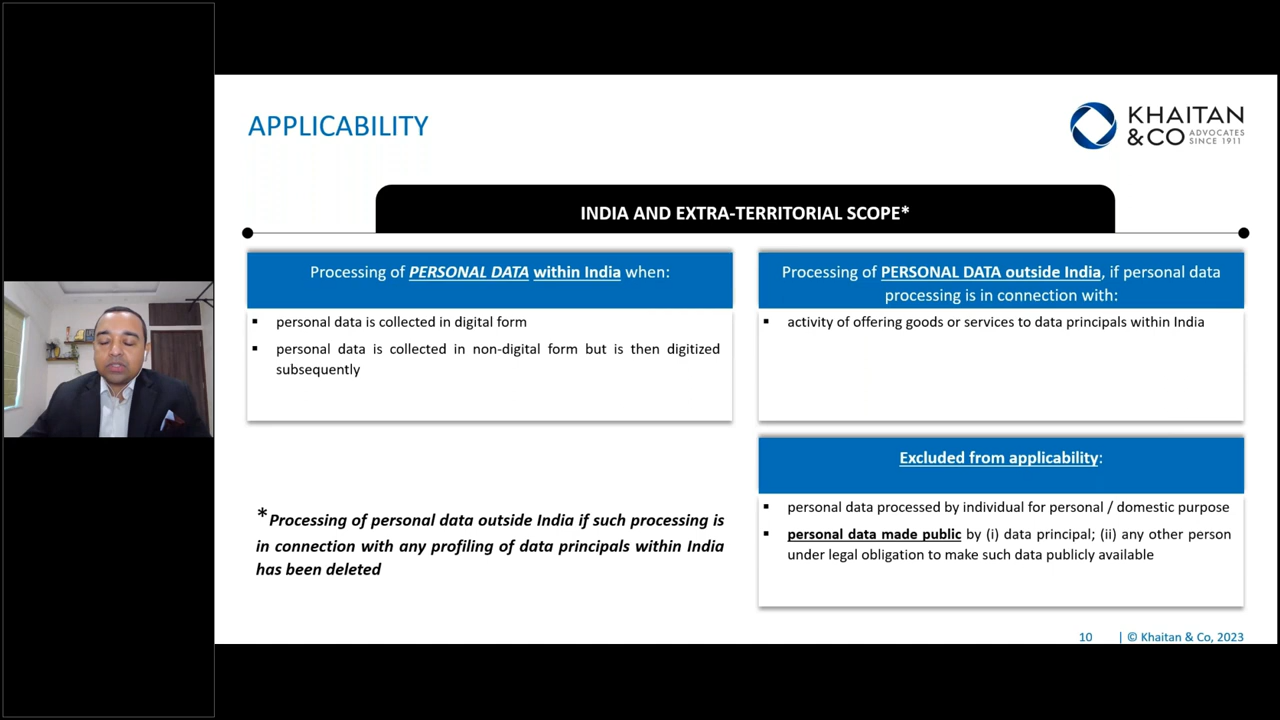 APPLICABILITY
KHAITAN
&CO ADVOCATES
SINCE 1911
INDIA AND EXTRA-TERRITORIAL SCOPE*
Processing of PERSONAL DATA within India when:
▪ personal data is collected in digital form
▪ personal data is collected in non-digital form but is then digitized
subsequently
Processing of PERSONAL DATA outside India, if personal data
processing is in connection with:
▪ activity of offering goods or services to data principals within India
Excluded from applicability:
▪ personal data processed by individual for personal / domestic purpose
▪ personal data made public by (i) data principal; (ii) any other person
under legal obligation to make such data publicly available
*Processing of personal data outside India if such processing is
in connection with any profiling of data principals within India
has been deleted
10 | © Khaitan & Co, 2023